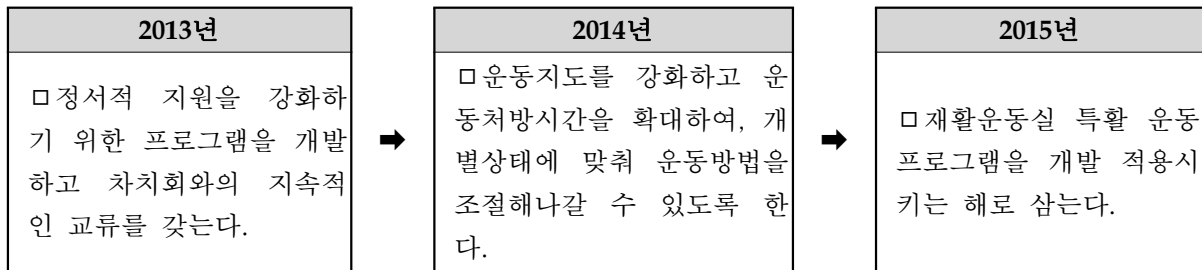 2013년
□정서적 지원을 강화하
기 위한 프로그램을 개발
하고 차치회와의 지속적
인 교류를 갖는다.
➡
2014년
□운동지도를 강화하고 운
동처방시간을 확대하여, 개
별상태에 맞춰 운동방법을
조절해나갈 수 있도록 한
다.
➡
2015년
□재활운동실 특활 운동
프로그램을 개발 적용시
키는 해로 삼는다.